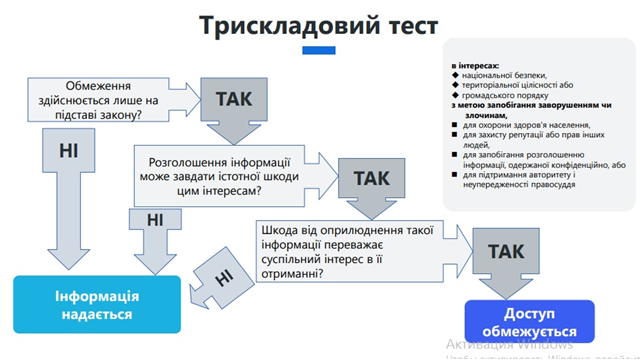 Трискладовий тест
Обмеження
здійснюється лише на
підставі закону?
ТАК
в інтересах:
◆ національної безпеки,
◆ територіальної цілісності або
◆ громадського порядку
з метою запобігання заворушенням чи
злочинам,
■ для охорони здоров'я населення,
■ для захисту репутації або прав інших
людей,
■ для запобігання розголошенню
інформації, одержаної конфіденційно, або
■ для підтримання авторитету і
неупередженості правосуддя
НІ
Розголошення інформації
може завдати істотної шкоди
цим інтересам?
ТАК
НІ
Шкода від оприлюднення такої
інформації переважає
суспільний інтерес в її
отриманні?
ТАК
НІ
Інформація
надається
Доступ
обмежується
Активация Windows